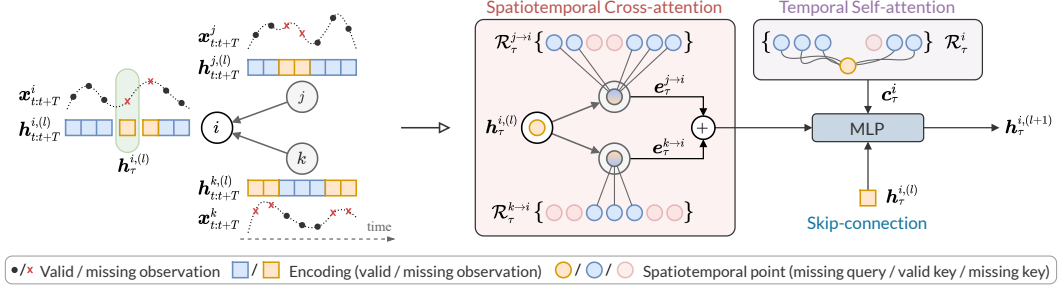 Spatiotemporal Cross-attention
Temporal Self-attention
x^j_{t:t+T}
h^{j,(l)}_{t:t+T}
x^i_{t:t+T}
h^{i,(l)}_{t:t+T}
h^{i,(l)}_τ
i
j
k
h^{k,(l)}_{t:t+T}
x^k_{t:t+T}
time
R^{j→i}_τ { }
h^{i,(l)}_τ
e^{j→i}_τ
+
e^{k→i}_τ
R^{k→i}_τ { }
{ } R^i_τ
c^i_τ
MLP
h^{i,(l+1)}_τ
h^{i,(l)}_τ
Skip-connection
●/x Valid / missing observation / Encoding (valid / missing observation) / / Spatiotemporal point (missing query / valid key / missing key)